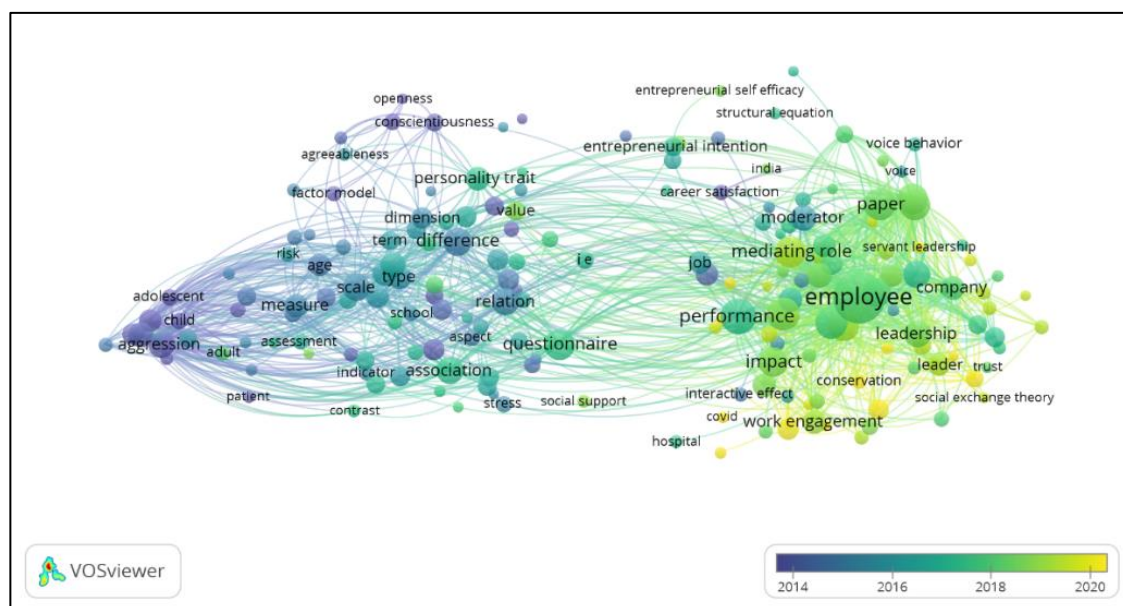 entrepreneurial self efficacy
openness
structural equation
conscientiousness
voice behavior
entrepreneurial intention
agreeableness
india
voice
personality trait
career satisfaction
factor model
paper
value
dimension
moderator
term
difference
servant leadership
mediating role
risk
job
i e
age
type
company
scale
employee
adolescent
measure
relation
school
child
performance
aspect
leadership
aggression
assessment
questionnaire
adult
impact
leader
trust
indicator
association
conservation
patient
interactive effect
social exchange theory
stress
social support
contrast
covid
work engagement
hospital
VOSviewer
2014 2016 2018 2020